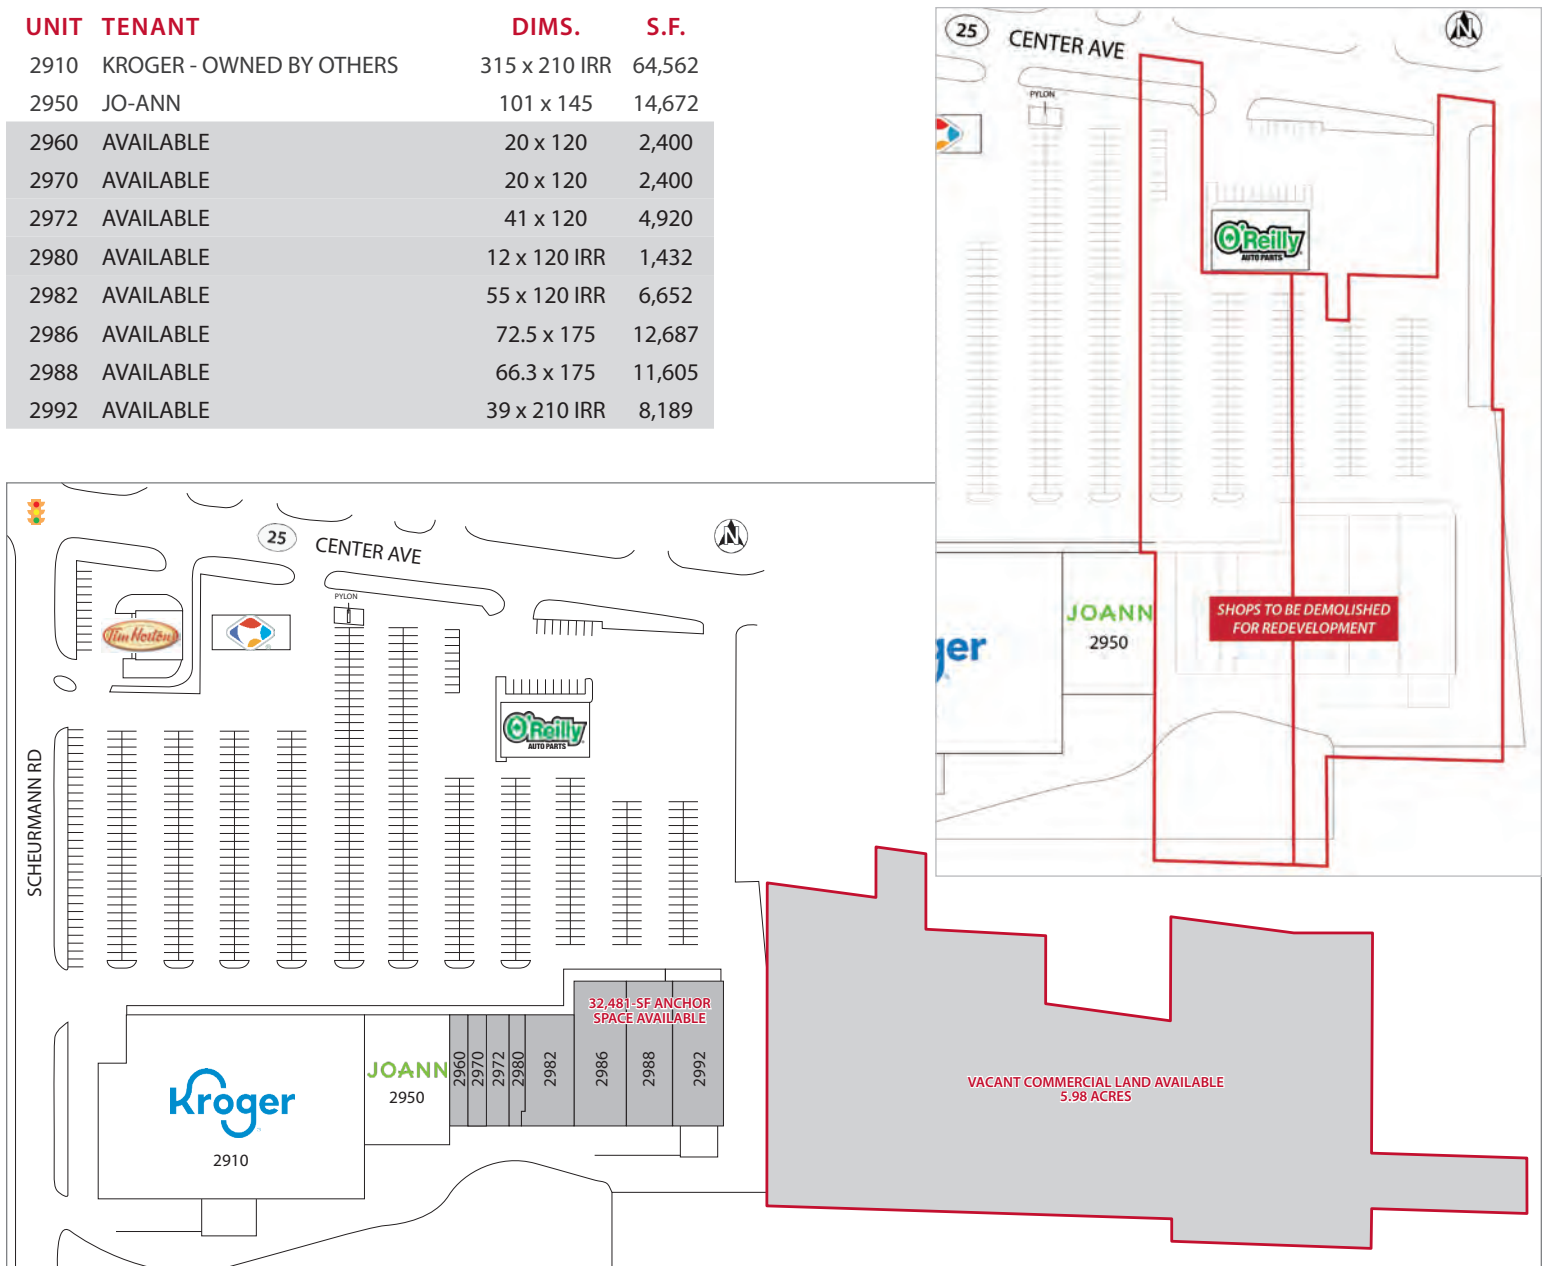 UNIT TENANT DIMS. S.F.
2910 KROGER - OWNED BY OTHERS 315 x 210 IRR 64,562
2950 JO-ANN 101 x 145 14,672
2960 AVAILABLE 20 x 120 2,400
2970 AVAILABLE 20 x 120 2,400
2972 AVAILABLE 41 x 120 4,920
2980 AVAILABLE 12 x 120 IRR 1,432
2982 AVAILABLE 55 x 120 IRR 6,652
2986 AVAILABLE 72.5 x 175 12,687
2988 AVAILABLE 66.3 x 175 11,605
2992 AVAILABLE 39 x 210 IRR 8,189
25
CENTER AVE
N
PYLON
O'Reilly
AUTO PARTS
SHOPS TO BE DEMOLISHED
FOR REDEVELOPMENT
JOANN
2950
ger
25
CENTER AVE
N
PYLON
Tim Hortons
O'Reilly
AUTO PARTS
SCHEURMANN RD
32,481-SF ANCHOR
SPACE AVAILABLE
JOANN
2950
2960
2970
2972
2980
2982
2986
2988
2992
Kroger
2910
VACANT COMMERCIAL LAND AVAILABLE
5.98 ACRES